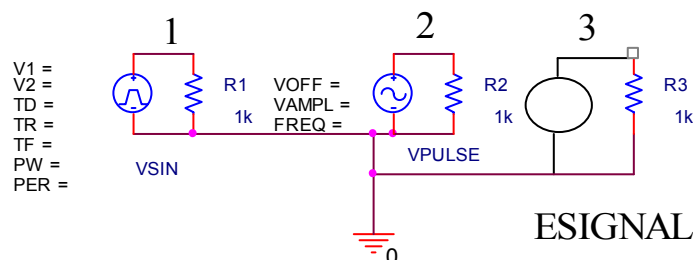 1
2
3
V1 =
V2 =
TD =
TR =
TF =
PW =
PER =
R1
1k
VSIN
VOFF =
VAMPL =
FREQ =
R2
1k
VPULSE
R3
1k
ESIGNAL
0